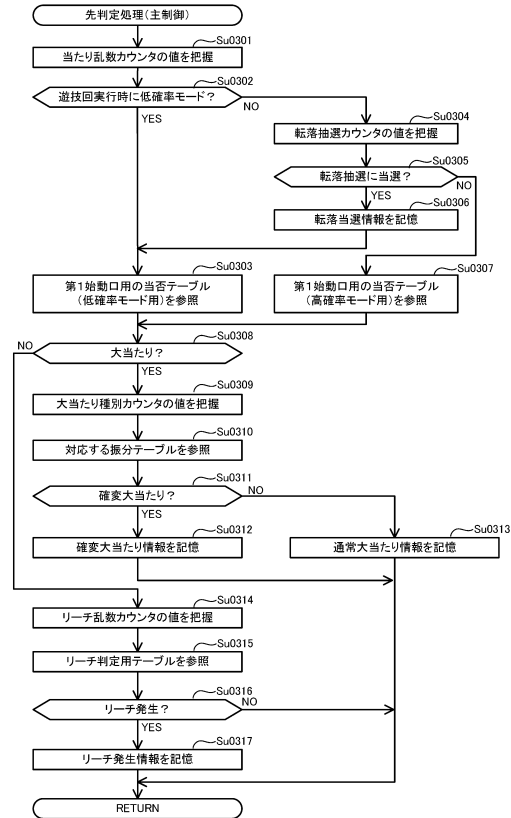 先判定処理（主制御）
Su0301
当たり乱数カウンタの値を把握
Su0302
遊技回実行時に低確率モード？
NO
YES
Su0304
転落抽選カウンタの値を把握
Su0305
転落抽選に当選？
NO
YES
Su0306
転落当選情報を記憶
Su0303
第１始動口用の当否テーブル
（低確率モード用）を参照
Su0307
第１始動口用の当否テーブル
（高確率モード用）を参照
Su0308
NO
大当たり？
YES
Su0309
大当たり種別カウンタの値を把握
Su0310
対応する振分テーブルを参照
Su0311
確変大当たり？
NO
YES
Su0312
確変大当たり情報を記憶
Su0313
通常大当たり情報を記憶
Su0314
リーチ乱数カウンタの値を把握
Su0315
リーチ判定用テーブルを参照
Su0316
リーチ発生？
NO
YES
Su0317
リーチ発生情報を記憶
RETURN